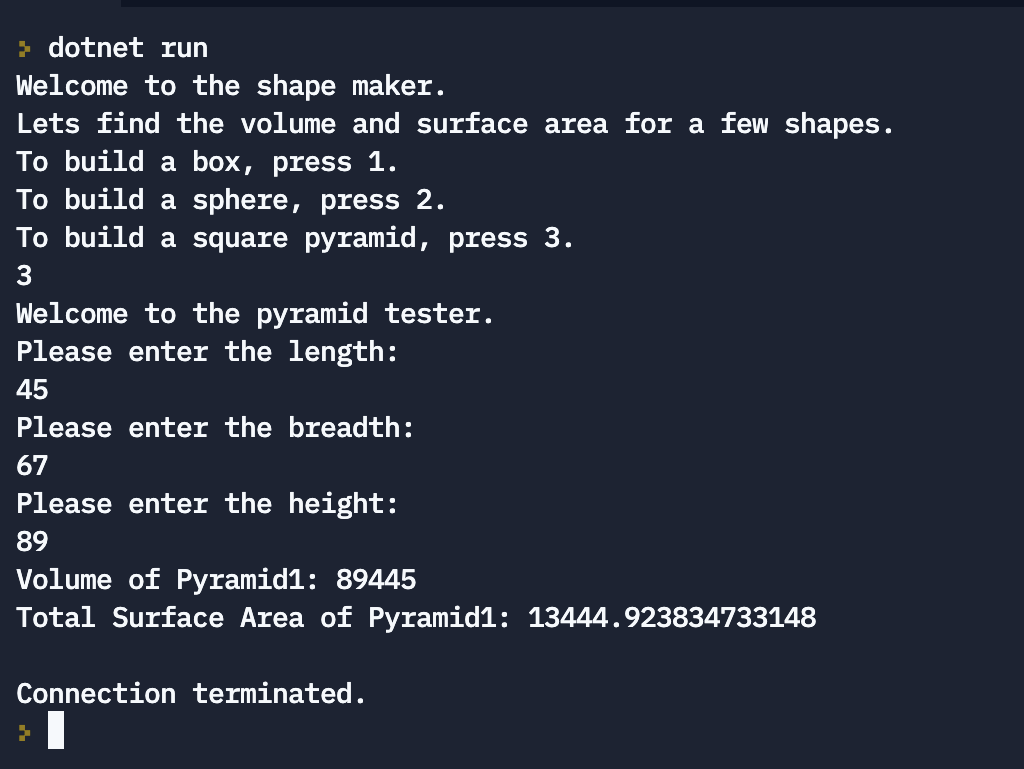 dotnet run
Welcome to the shape maker.
Lets find the volume and surface area for a few shapes.
To build a box, press 1.
To build a sphere, press 2.
To build a square pyramid, press 3.
3
Welcome to the pyramid tester.
Please enter the length:
45
Please enter the breadth:
67
Please enter the height:
89
Volume of Pyramid1: 89445
Total Surface Area of Pyramid1: 13444.923834733148
Connection terminated.